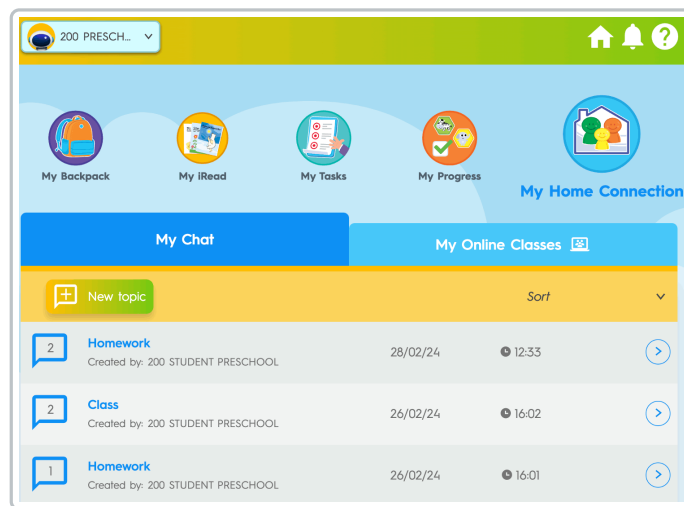 200 PRESCH...
?
My Backpack
My iRead
My Tasks
My Progress
My Home Connection
My Chat
My Online Classes
New topic
Sort
2
Homework
28/02/24
12:33
Created by: 200 STUDENT PRESCHOOL
2
Class
26/02/24
16:02
Created by: 200 STUDENT PRESCHOOL
1
Homework
26/02/24
16:01
Created by: 200 STUDENT PRESCHOOL